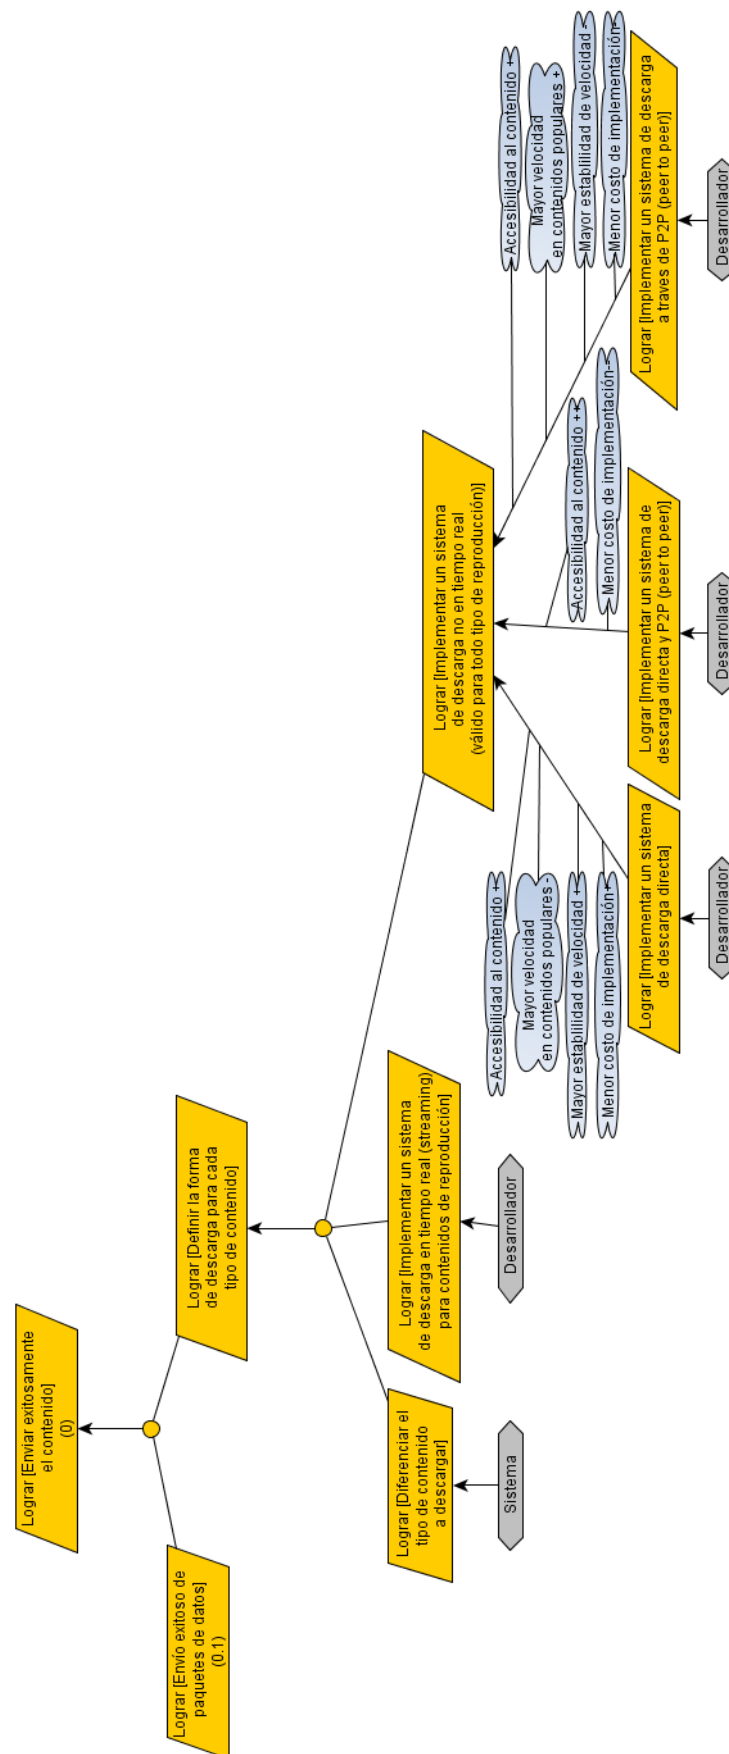 Lograr [Enviar exitosamente
el contenido]
(0)
Lograr [Envío exitoso de
paquetes de datos]
(0.1)
Lograr [Definir la forma
de descarga para cada
tipo de contenido]
Lograr [Diferenciar el
tipo de contenido
a descargar]
Sistema
Lograr [Implementar un sistema
de descarga en tiempo real (streaming)
para contenidos de reproducción]
Desarrollador
Lograr [Implementar un sistema
de descarga no en tiempo real
(válido para todo tipo de reproducción)]
Accesibilidad al contenido +
Mayor velocidad
en contenidos populares -
Mayor establilidad de velocidad +
Menor costo de implementación+
Lograr [Implementar un sistema
de descarga directa]
Desarrollador
Accesibilidad al contenido ++
Menor costo de implementación--
Lograr [Implementar un sistema de
descarga directa y P2P (peer to peer)]
Desarrollador
Accesibilidad al contenido +
Mayor velocidad
en contenidos populares +
Mayor establilidad de velocidad -
Menor costo de implementación-
Lograr [Implementar un sistema de descarga
a traves de P2P (peer to peer)]
Desarrollador